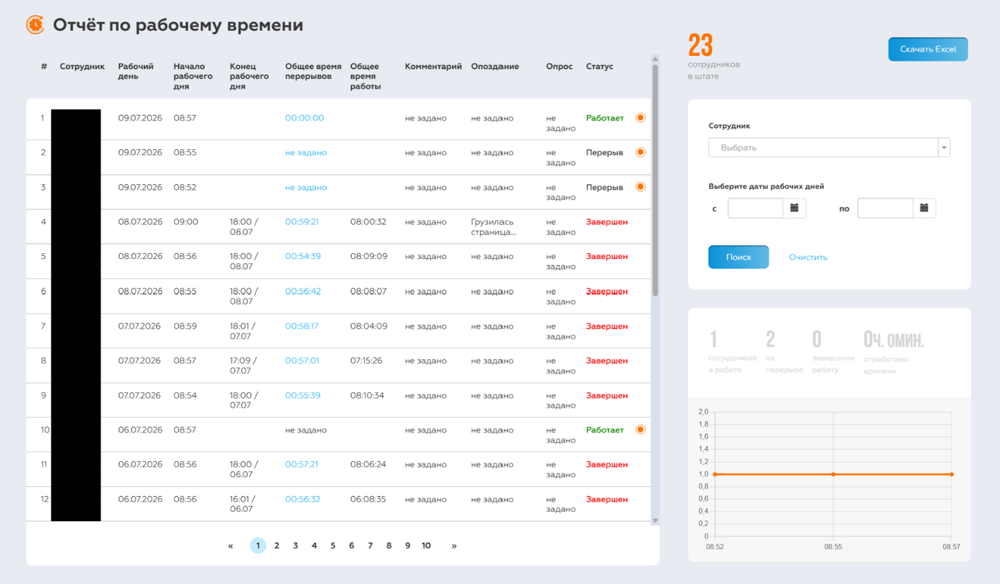 Отчёт по рабочему времени
# Сотрудник Рабочий день Начало рабочего дня Конец рабочего дня Общее время перерывов Общее время работы Комментарий Опоздание Опрос Статус
1 09.07.2026 08:57 00:00:00 не задано не задано не задано Работает
2 09.07.2026 08:55 не задано не задано не задано не задано Перерыв
3 09.07.2026 08:52 не задано не задано не задано не задано Перерыв
4 08.07.2026 09:00 18:00 / 08.07 00:59:21 08:00:32 не задано Грузилась страница... не задано Завершен
5 08.07.2026 08:56 18:00 / 08.07 00:54:39 08:09:09 не задано не задано не задано Завершен
6 08.07.2026 08:55 18:00 / 08.07 00:56:42 08:08:07 не задано не задано не задано Завершен
7 07.07.2026 08:59 18:01 / 07.07 00:58:17 08:04:09 не задано не задано не задано Завершен
8 07.07.2026 08:57 17:09 / 07.07 00:57:01 07:15:26 не задано не задано не задано Завершен
9 07.07.2026 08:54 18:00 / 07.07 00:55:39 08:10:34 не задано не задано не задано Завершен
10 06.07.2026 08:57 не задано не задано не задано не задано Работает
11 06.07.2026 08:56 18:00 / 06.07 00:57:21 08:06:24 не задано не задано не задано Завершен
12 06.07.2026 08:56 16:01 / 06.07 00:56:32 06:08:35 не задано не задано не задано Завершен
« 1 2 3 4 5 6 7 8 9 10 »
23
сотрудников
в штате
Скачать Excel
Сотрудник
Выбрать
Выберите даты рабочих дней
с по
Поиск Очистить
1 сотрудников в работе
2 на перерыве
0 завершили работу
0ч. 0мин. отработано времени
2,0
1,8
1,6
1,4
1,2
1,0
0,8
0,6
0,4
0,2
0
08:52 08:55 08:57